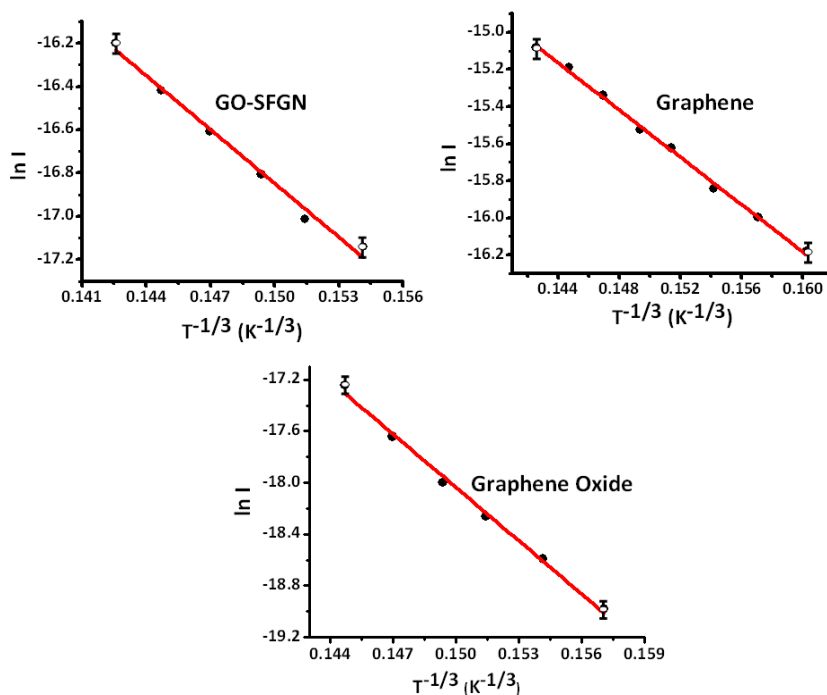 -16.2
-16.4
-16.6
-16.8
-17.0
-17.2
ln I
GO-SFGN
0.141 0.144 0.147 0.150 0.153 0.156
T-1/3 (K-1/3)
-15.0
-15.2
-15.4
-15.6
-15.8
-16.0
-16.2
ln I
Graphene
0.144 0.148 0.152 0.156 0.160
T-1/3 (K-1/3)
-17.2
-17.6
-18.0
-18.4
-18.8
-19.2
ln I
Graphene Oxide
0.144 0.147 0.150 0.153 0.156 0.159
T-1/3 (K-1/3)